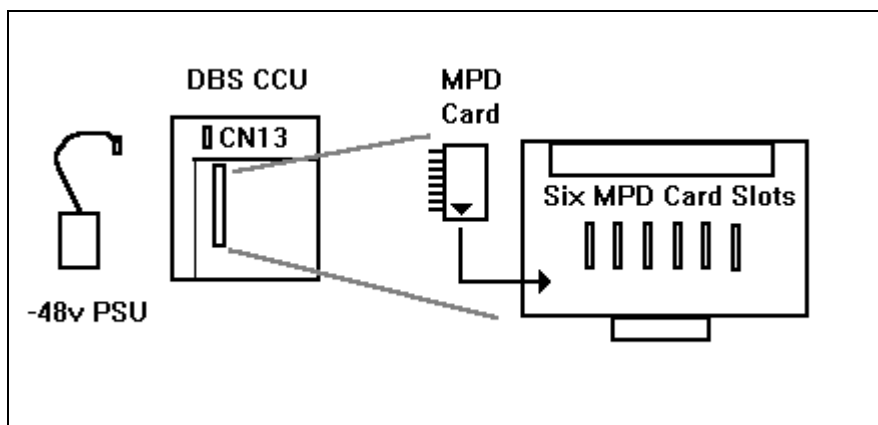 DBS CCU
CN13
-48v PSU
MPD
Card
Six MPD Card Slots